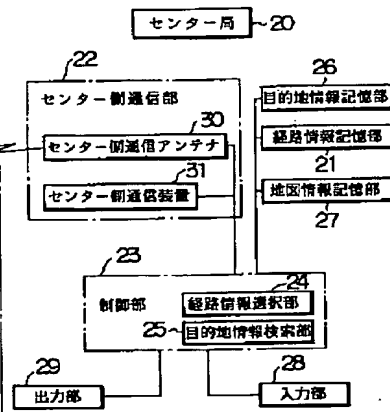 センター局 20
22
センター側通信部
30
センター側通信アンテナ
31
センター側通信装置
26
目的地情報記憶部
経路情報記憶部
21
地図情報記憶部
27
23
制御部
24
経路情報選択部
25 目的地情報検索部
29
出力部
28
入力部